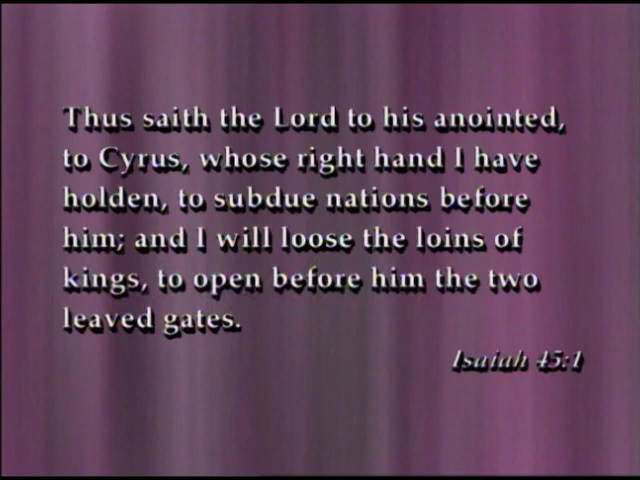 Thus saith the Lord to his anointed,
to Cyrus, whose right hand I have
holden, to subdue nations before
him; and I will loose the loins of
kings, to open before him the two
leaved gates.
Isaiah 45:1